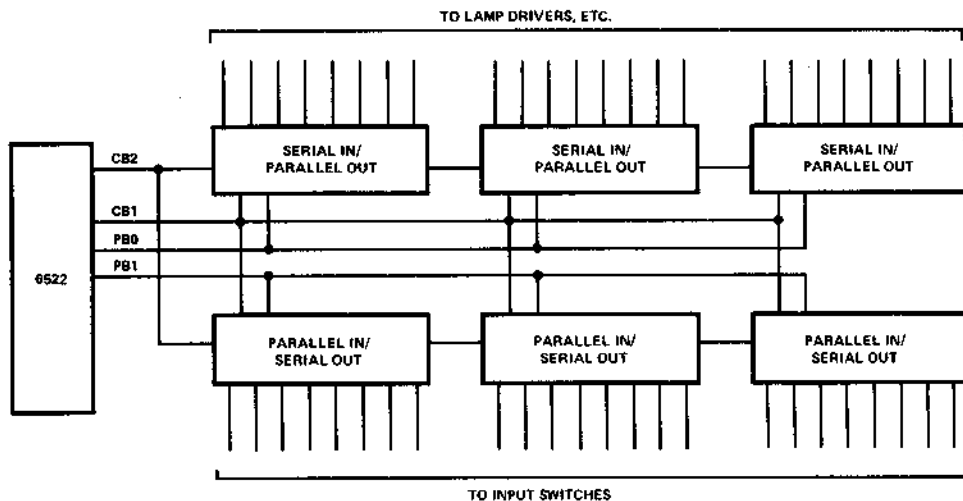 TO LAMP DRIVERS, ETC.
SERIAL IN/
PARALLEL OUT
SERIAL IN/
PARALLEL OUT
SERIAL IN/
PARALLEL OUT
CB2
CB1
PB0
PB1
6522
PARALLEL IN/
SERIAL OUT
PARALLEL IN/
SERIAL OUT
PARALLEL IN/
SERIAL OUT
TO INPUT SWITCHES